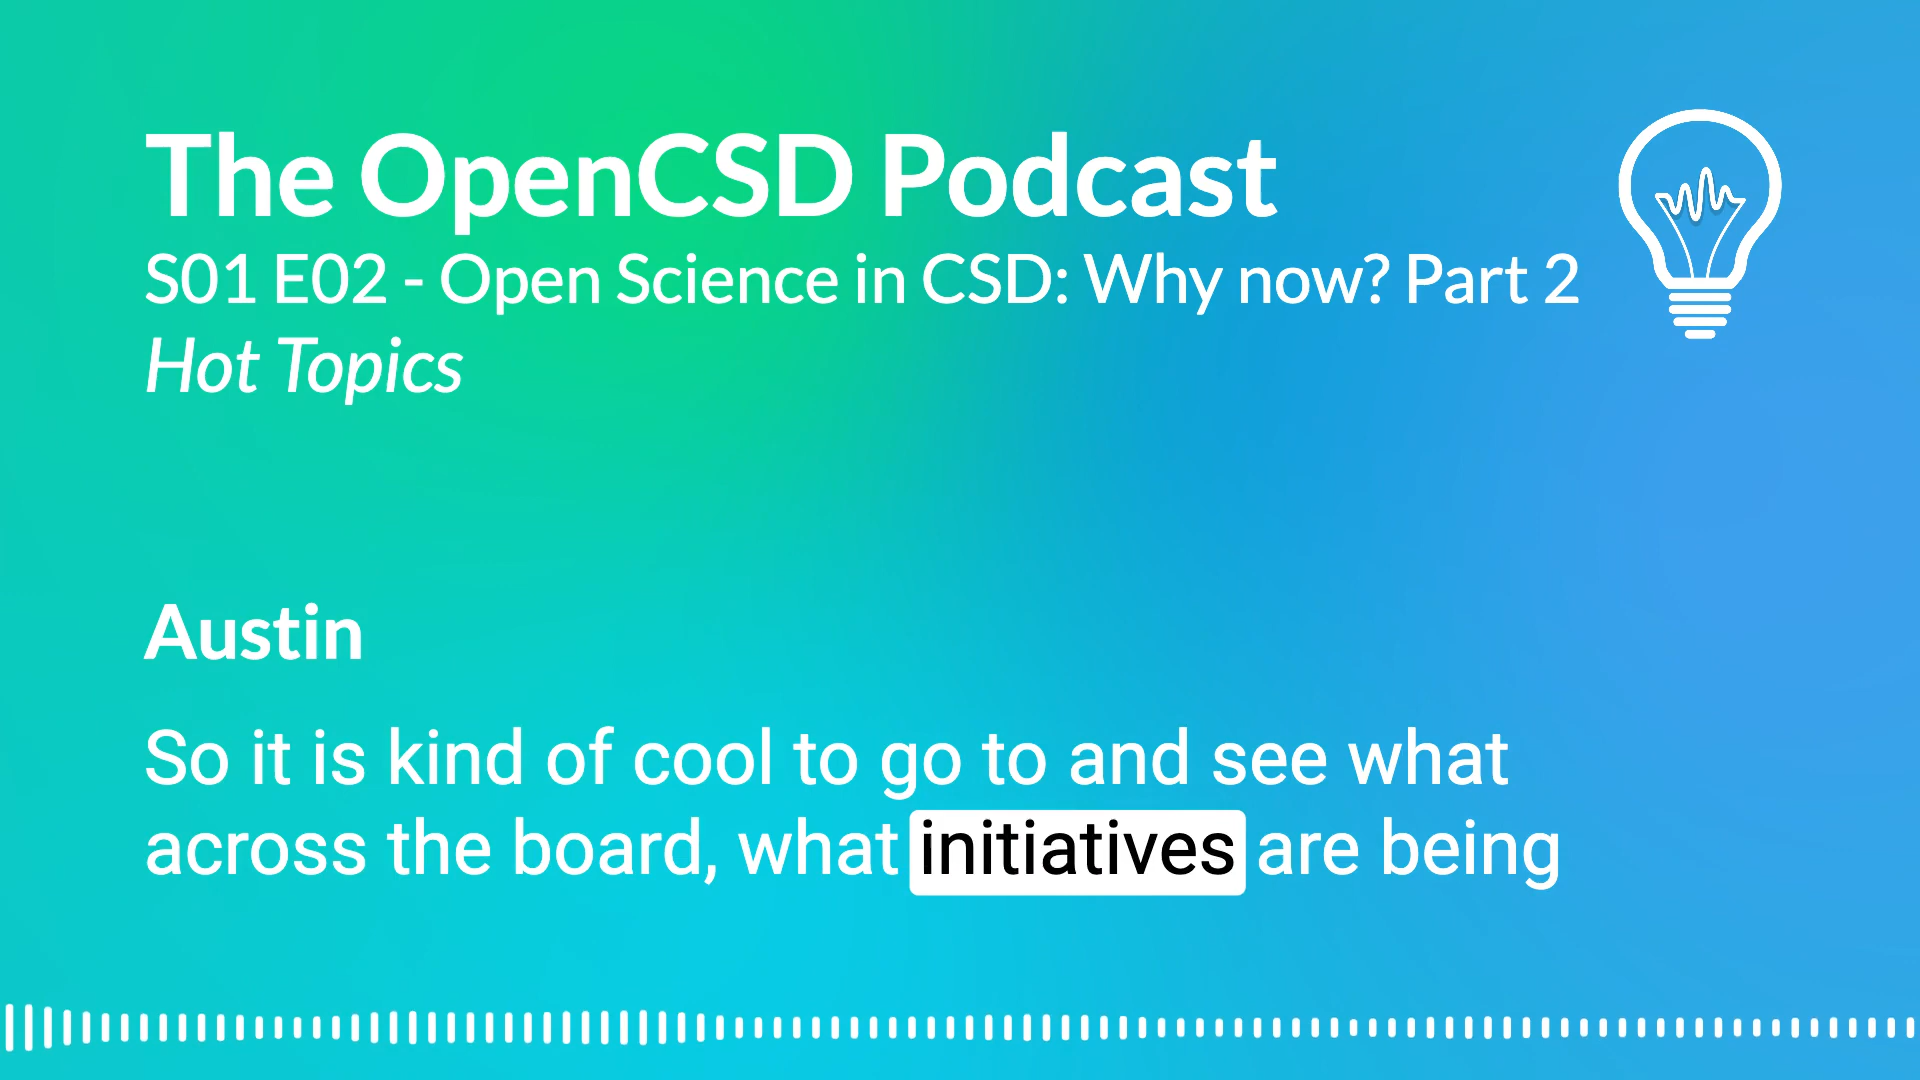 The OpenCSD Podcast
S01 E02 - Open Science in CSD: Why now? Part 2
Hot Topics
Austin
So it is kind of cool to go to and see what
across the board, what initiatives are being